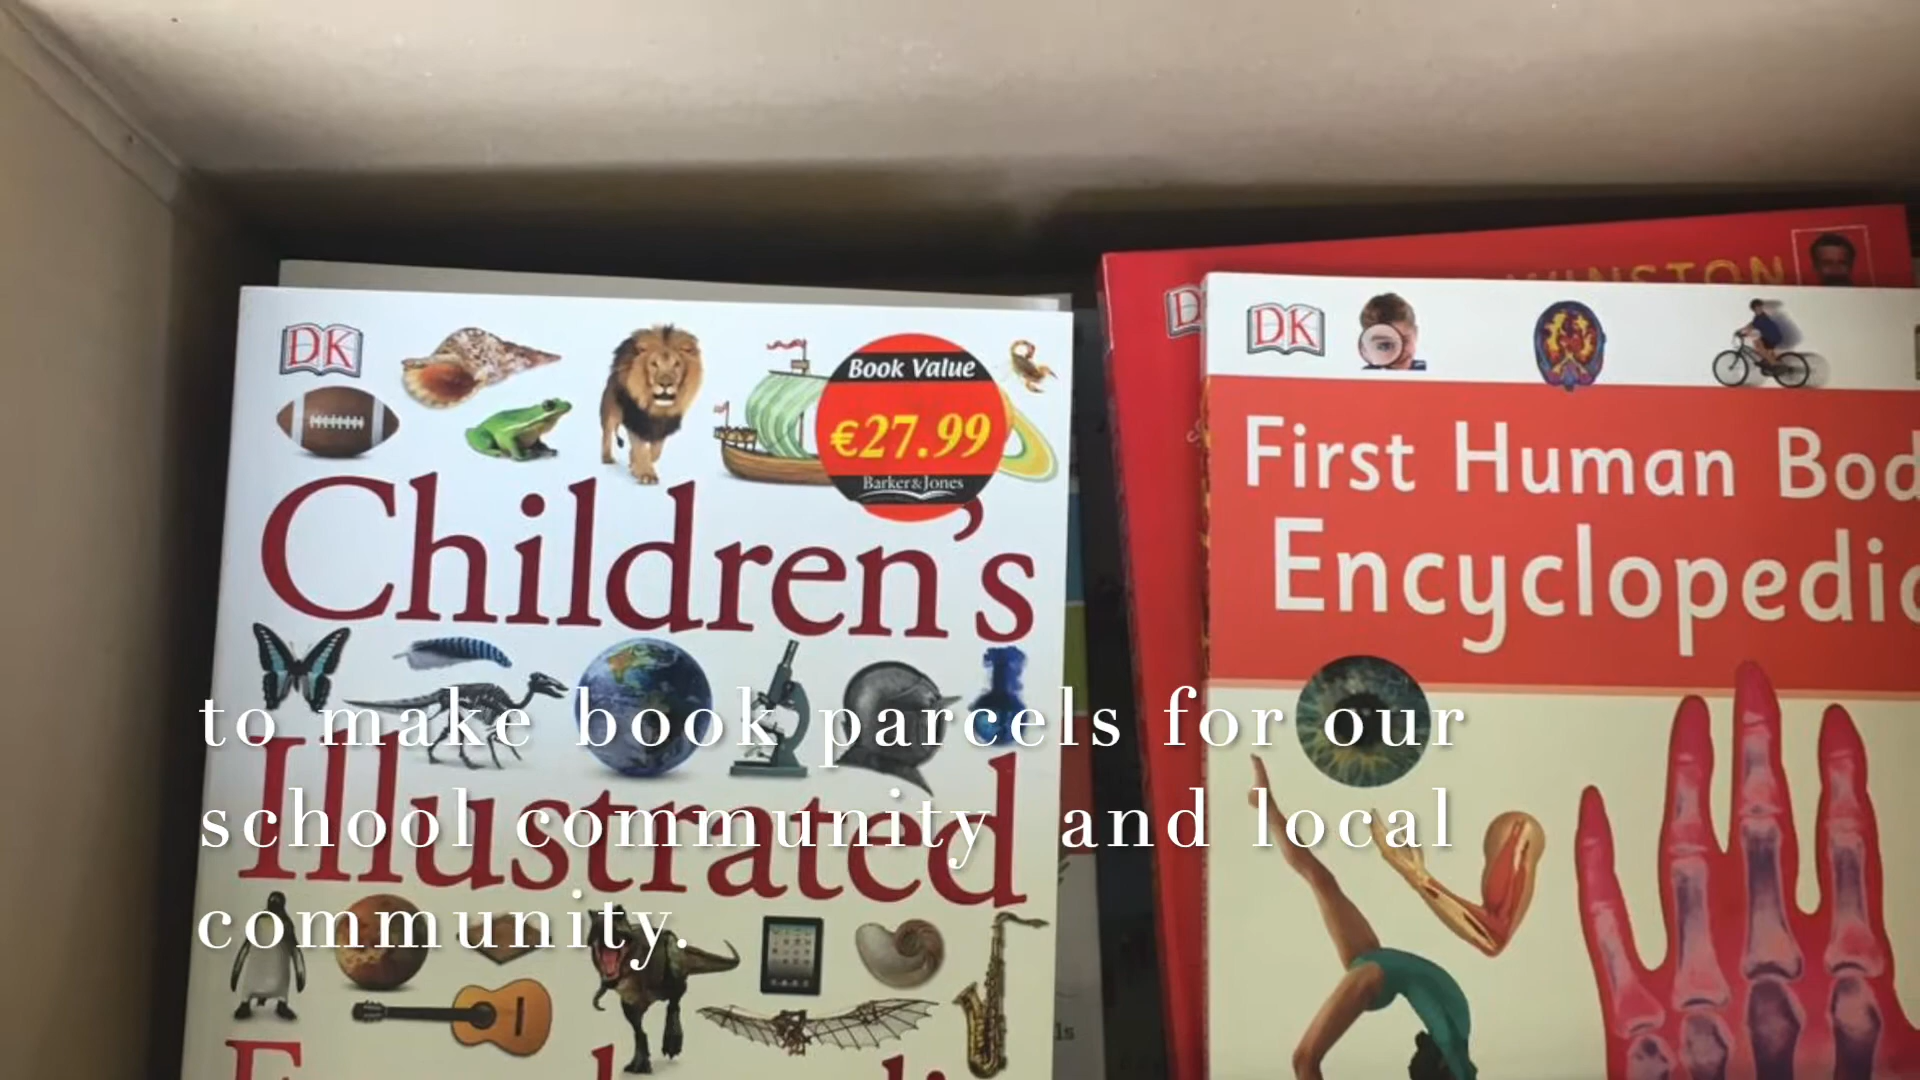 DK
Book Value
€27.99
Barker&Jones
Children's
Illustrated
DK
WINSTON
DK
First Human Bod
Encyclopedi
to make book parcels for our
school community and local
community.